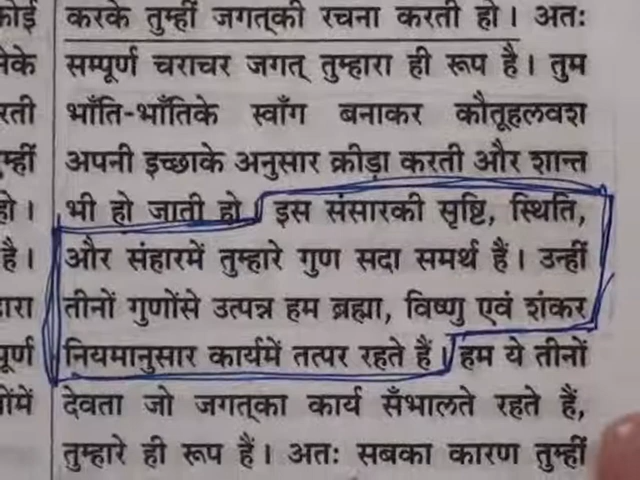 कोई
करके तुम्हीं जगत्‌की रचना करती हो। अतः
सम्पूर्ण चराचर जगत् तुम्हारा ही रूप है। तुम
रती
भाँति-भाँतिके स्वाँग बनाकर कौतूहलवश
म्हीं
अपनी इच्छाके अनुसार क्रीड़ा करती और शान्त
हो।
भी हो जाती हो। इस संसारकी सृष्टि, स्थिति,
है।
और संहारमें तुम्हारे गुण सदा समर्थ हैं। उन्हीं
ारा
तीनों गुणोंसे उत्पन्न हम ब्रह्मा, विष्णु एवं शंकर
पूर्ण
नियमानुसार कार्यमें तत्पर रहते हैं। हम ये तीनों
देवता जो जगत्‌का कार्य सँभालते रहते हैं,
तुम्हारे ही रूप हैं। अतः सबका कारण तुम्हीं